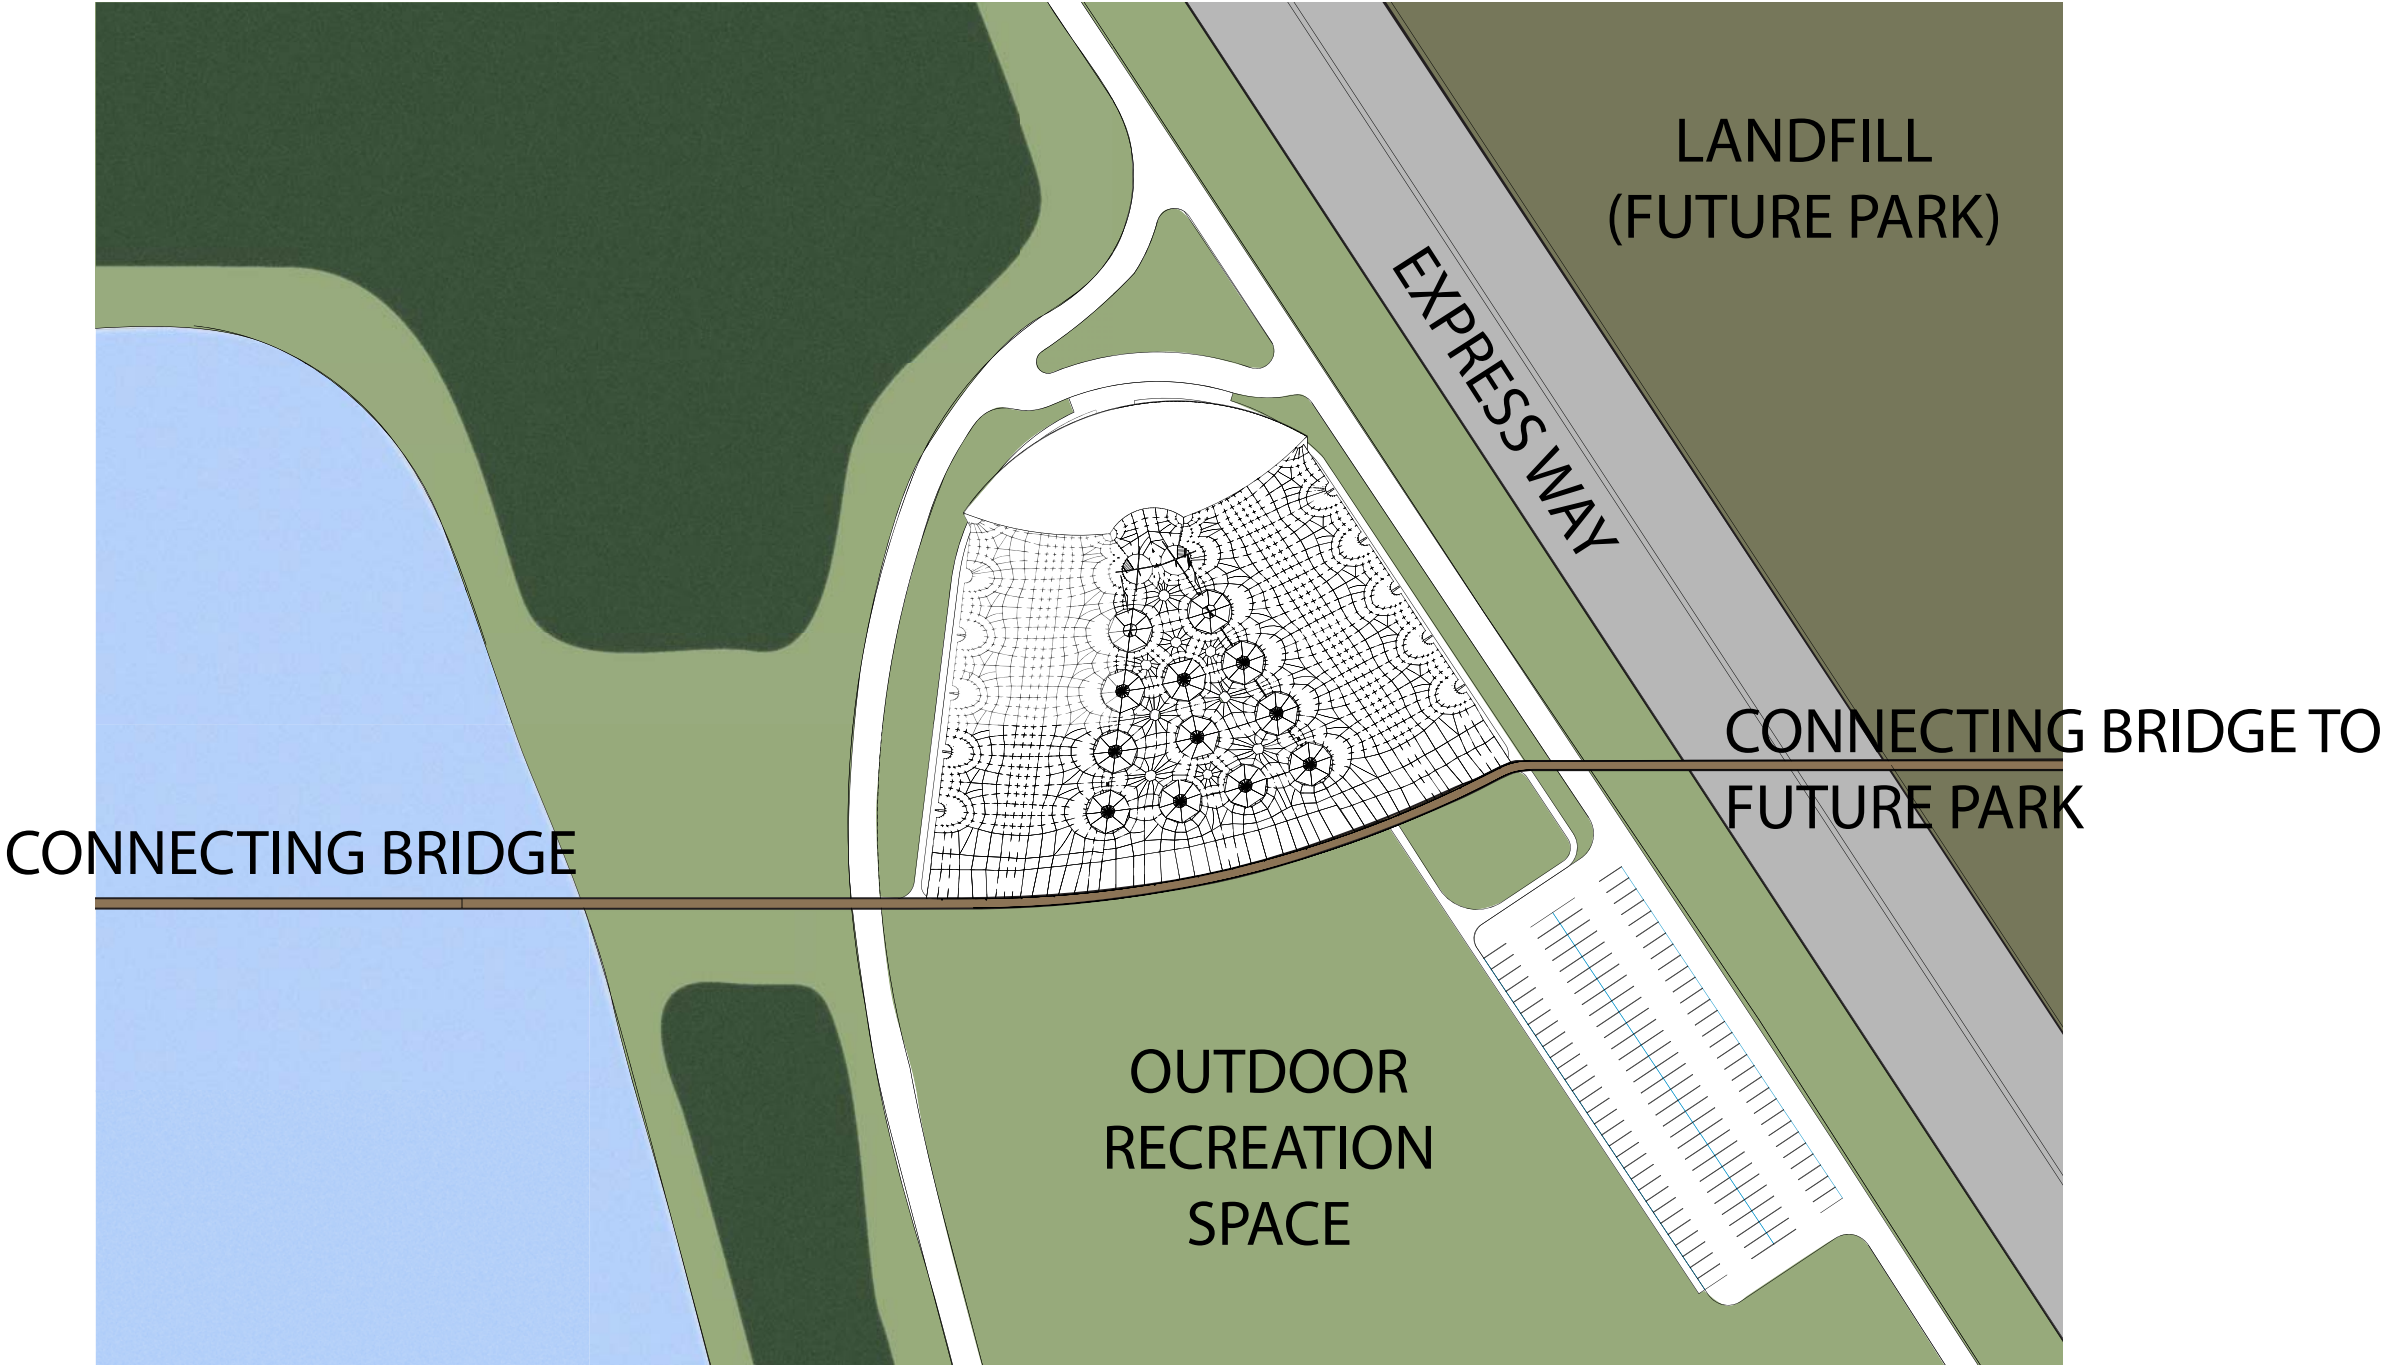 LANDFILL
(FUTURE PARK)
EXPRESS WAY
CONNECTING BRIDGE TO
FUTURE PARK
CONNECTING BRIDGE
OUTDOOR
RECREATION
SPACE